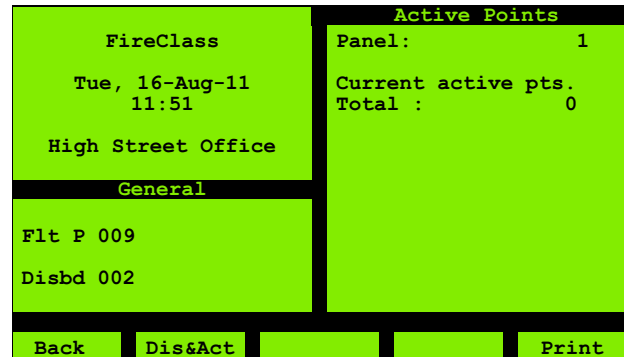 FireClass
Tue, 16-Aug-11
11:51
High Street Office
General
Flt P 009
Disbd 002
Active Points
Panel: 1
Current active pts.
Total : 0
Back Dis&Act Print